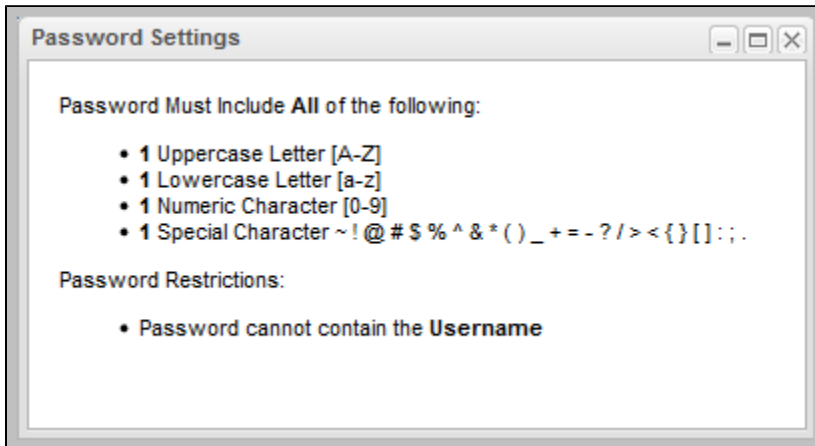 Password Settings
Password Must Include All of the following:
• 1 Uppercase Letter [A-Z]
• 1 Lowercase Letter [a-z]
• 1 Numeric Character [0-9]
• 1 Special Character ~ ! @ # $ % ^ & * ( ) _ + = - ? / > < { } [ ] : ; .
Password Restrictions:
• Password cannot contain the Username